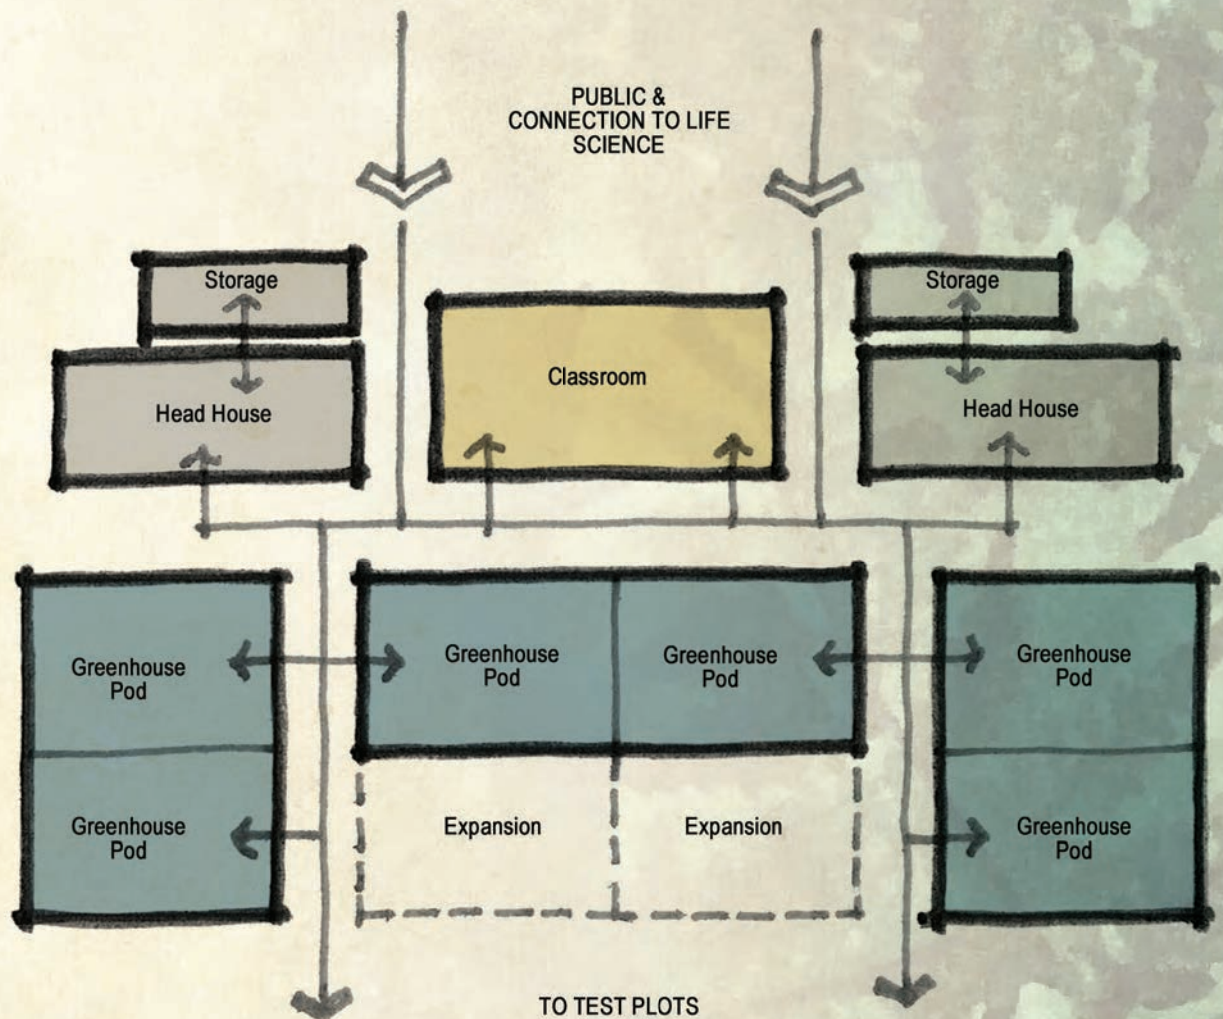 PUBLIC &
CONNECTION TO LIFE
SCIENCE
Storage
Storage
Classroom
Head House
Head House
Greenhouse
Pod
Greenhouse
Pod
Greenhouse
Pod
Greenhouse
Pod
Greenhouse
Pod
Expansion
Expansion
Greenhouse
Pod
TO TEST PLOTS